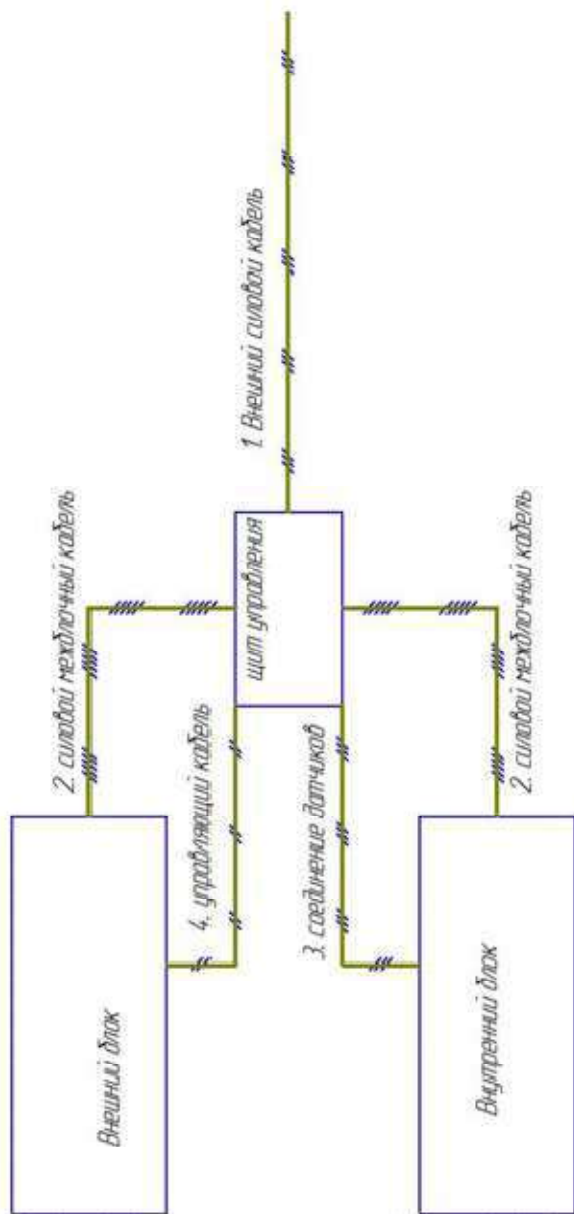 Внешний блок
2. силовой межблочный кабель
4. управляющий кабель
щит управления
1. Внешний силовой кабель
3. соединение датчиков
Внутренний блок
2. силовой межблочный кабель